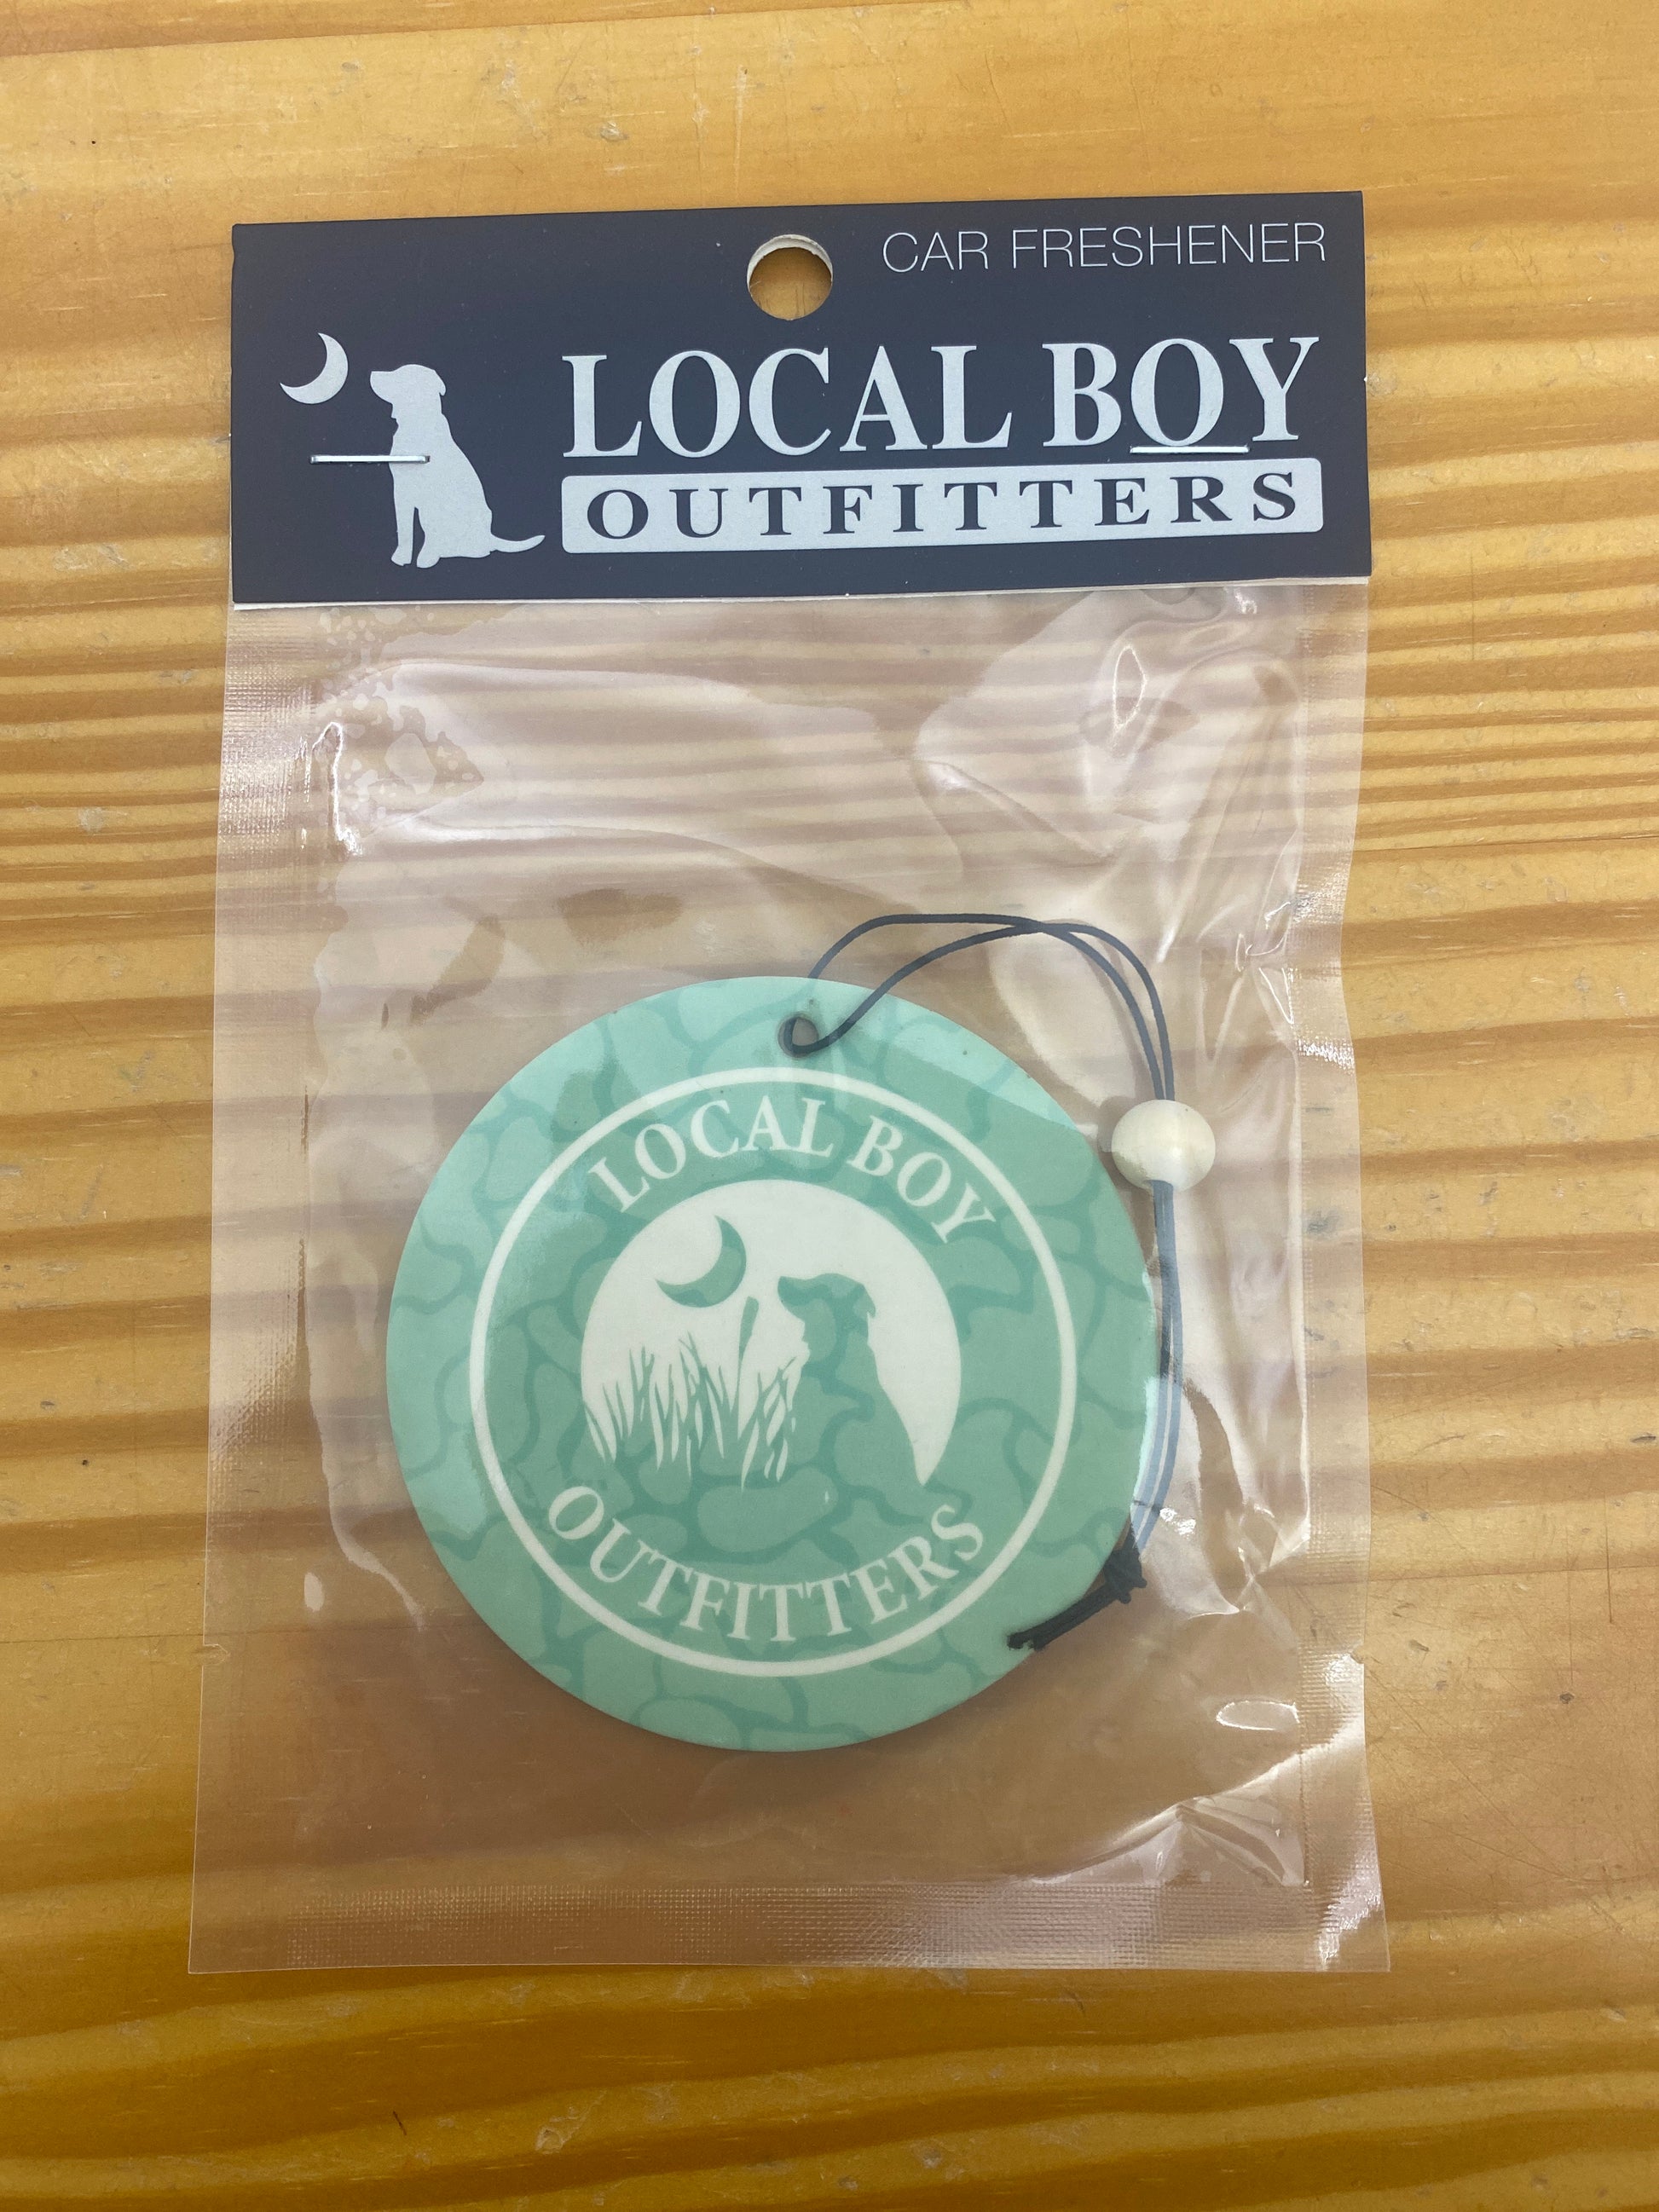 CAR FRESHENER
LOCAL BOY
OUTFITTERS
LOCAL BOY
OUTFITTERS